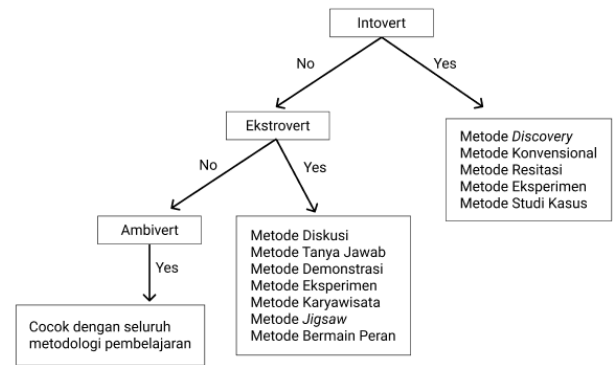 Intovert
No
Yes
Ekstrovert
Metode Discovery
Metode Konvensional
Metode Resitasi
Metode Eksperimen
Metode Studi Kasus
No
Yes
Ambivert
Metode Diskusi
Metode Tanya Jawab
Metode Demonstrasi
Metode Eksperimen
Metode Karyawisata
Metode Jigsaw
Metode Bermain Peran
Yes
Cocok dengan seluruh
metodologi pembelajaran